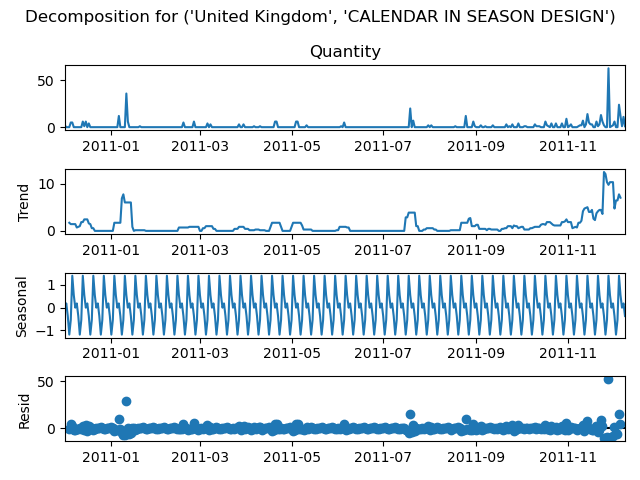 Decomposition for ('United Kingdom', 'CALENDAR IN SEASON DESIGN')
Quantity
50
0
2011-01 2011-03 2011-05 2011-07 2011-09 2011-11
Trend
10
0
2011-01 2011-03 2011-05 2011-07 2011-09 2011-11
Seasonal
1
0
−1
2011-01 2011-03 2011-05 2011-07 2011-09 2011-11
Resid
50
0
2011-01 2011-03 2011-05 2011-07 2011-09 2011-11